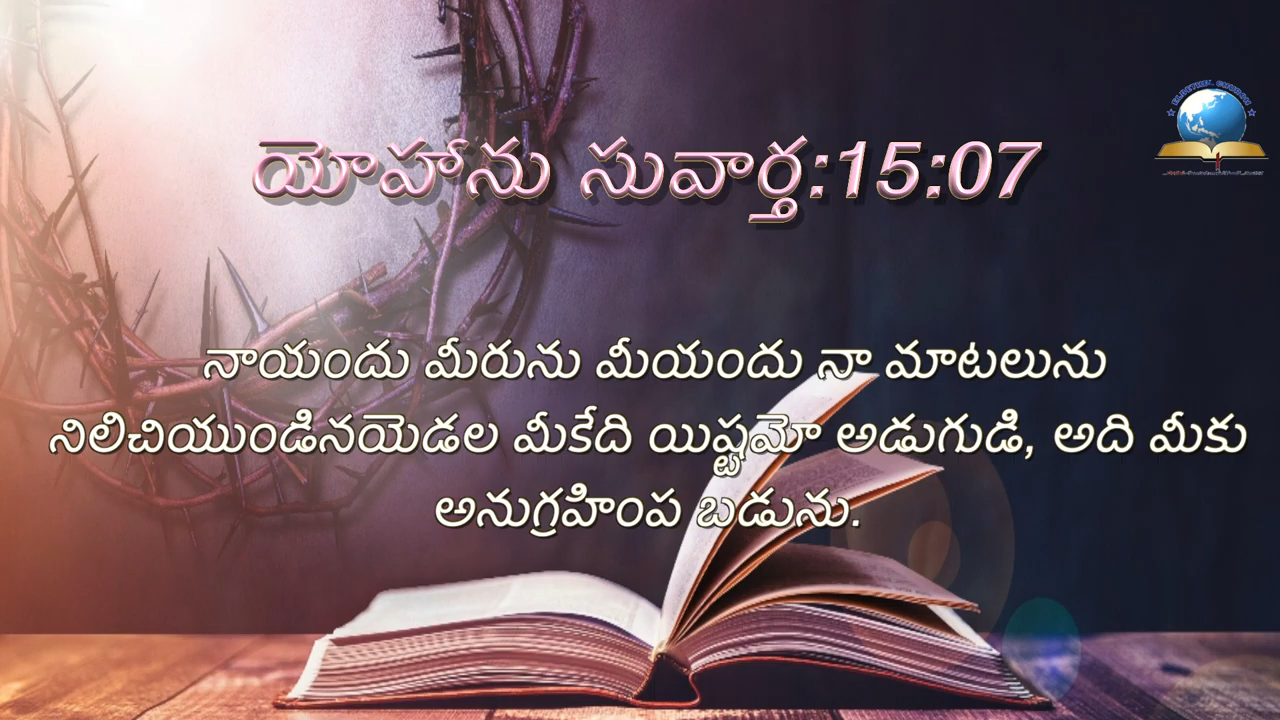 యోహాను సువార్త:15:07
నాయందు మీరును మీయందు నా మాటలును
నిలిచియుండినయెడల మీకేది యిష్టమో అడుగుడి, అది మీకు
అనుగ్రహింప బడును.